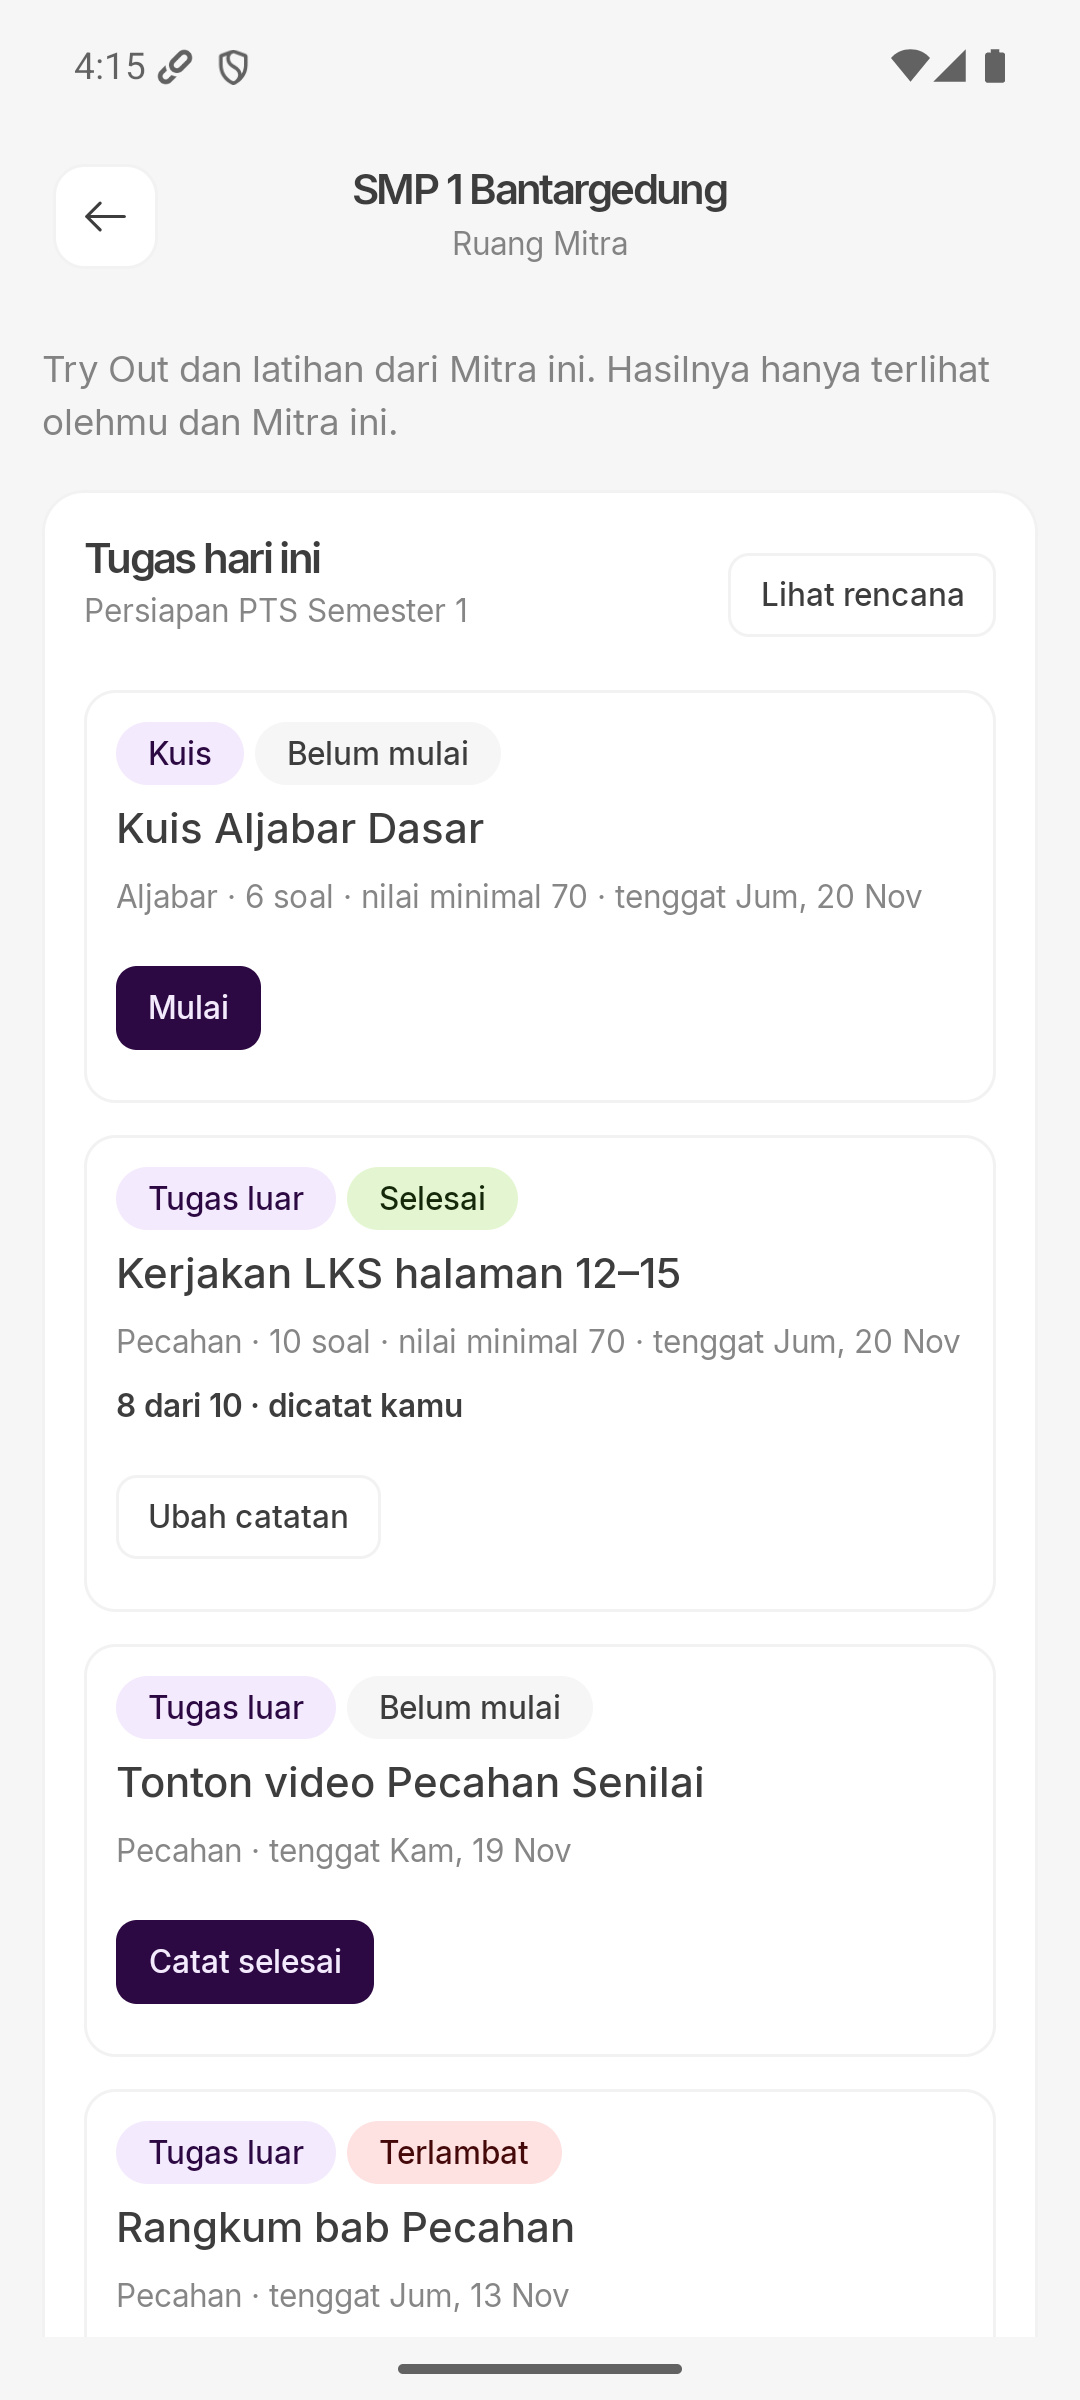 4:15
SMP 1 Bantargedung
Ruang Mitra
Try Out dan latihan dari Mitra ini. Hasilnya hanya terlihat
olehmu dan Mitra ini.
Tugas hari ini
Persiapan PTS Semester 1
Lihat rencana
Kuis
Belum mulai
Kuis Aljabar Dasar
Aljabar · 6 soal · nilai minimal 70 · tenggat Jum, 20 Nov
Mulai
Tugas luar
Selesai
Kerjakan LKS halaman 12–15
Pecahan · 10 soal · nilai minimal 70 · tenggat Jum, 20 Nov
8 dari 10 · dicatat kamu
Ubah catatan
Tugas luar
Belum mulai
Tonton video Pecahan Senilai
Pecahan · tenggat Kam, 19 Nov
Catat selesai
Tugas luar
Terlambat
Rangkum bab Pecahan
Pecahan · tenggat Jum, 13 Nov